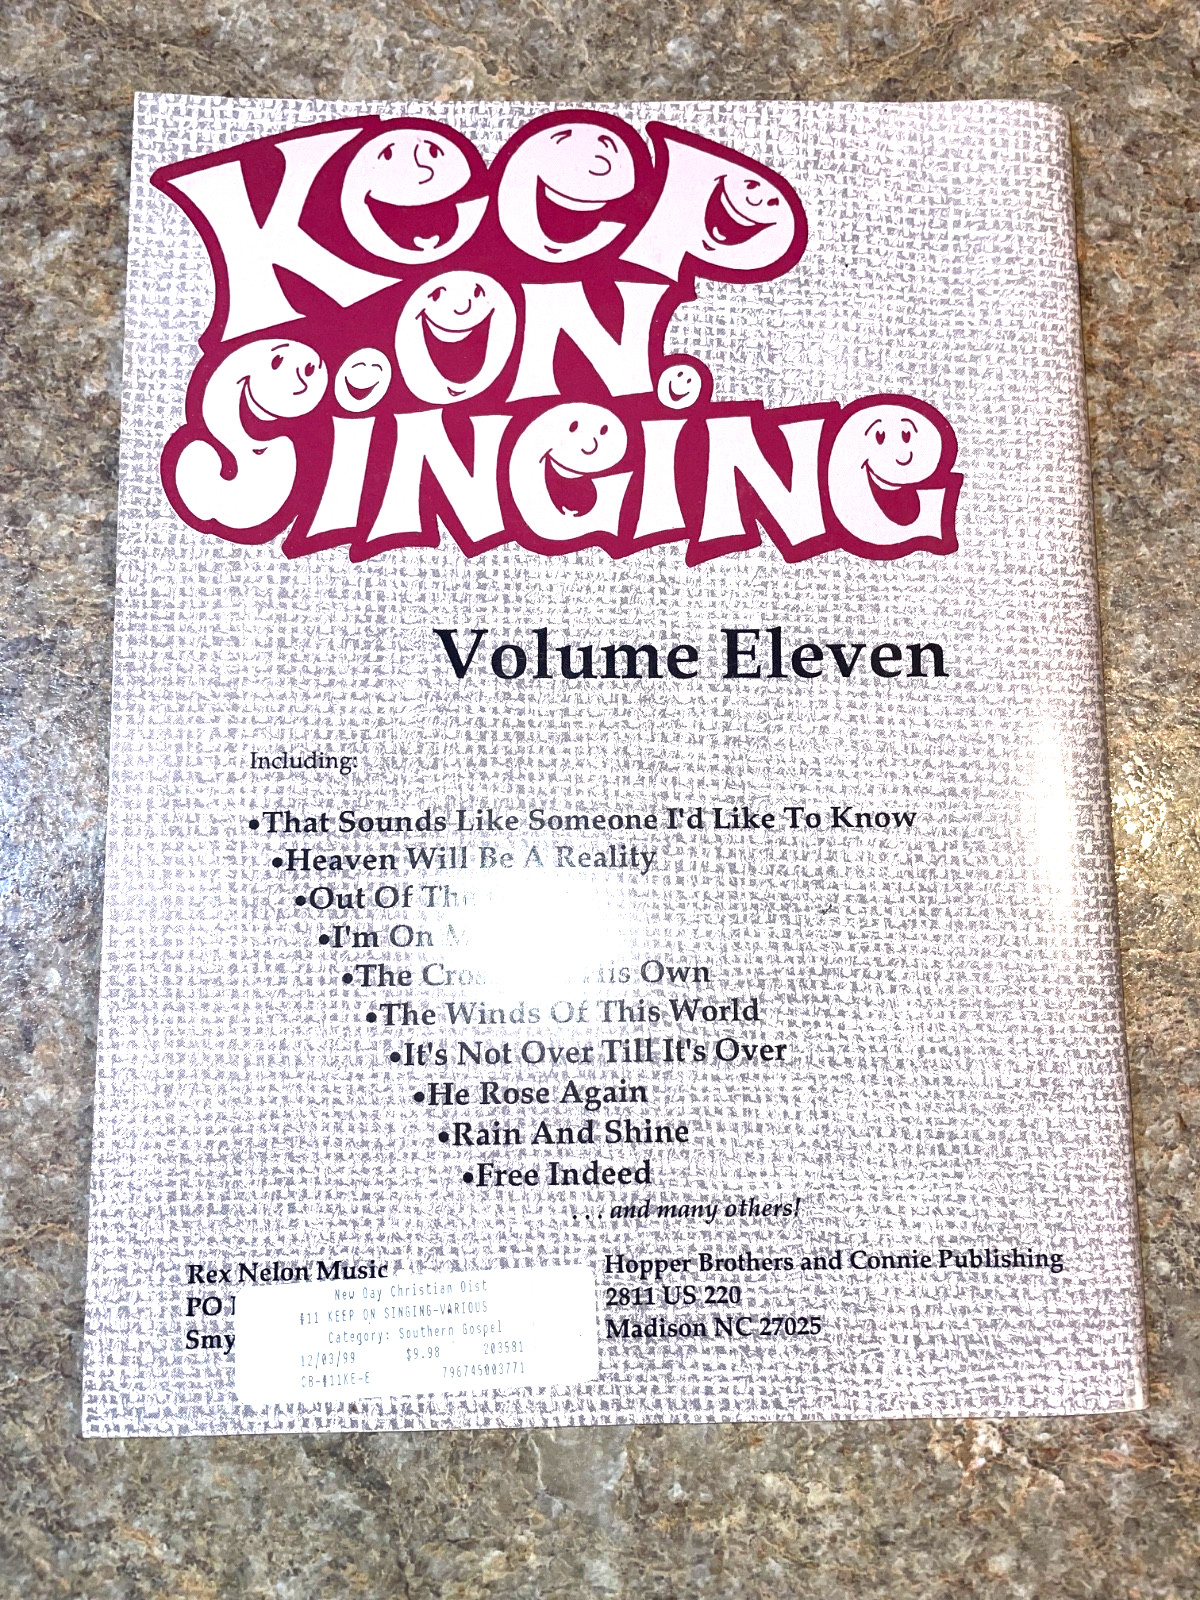 Keep
On
Singing
Volume Eleven
Including:
•That Sounds Like Someone I'd Like To Know
•Heaven Will Be A Reality
•Out Of
•I'm On
•The His Own
•The Winds Of This World
•It's Not Over Till It's Over
•He Rose Again
•Rain And Shine
•Free Indeed
. . . and many others!
Rex Nelon Music
PO
New Day Christian Dist
#11 KEEP ON SINGING-VARIOUS
Category: Southern Gospel
12/03/99 $9.98 203581
CB-#11KE-E 796745003771
Hopper Brothers and Connie Publishing
2811 US 220
Madison NC 27025